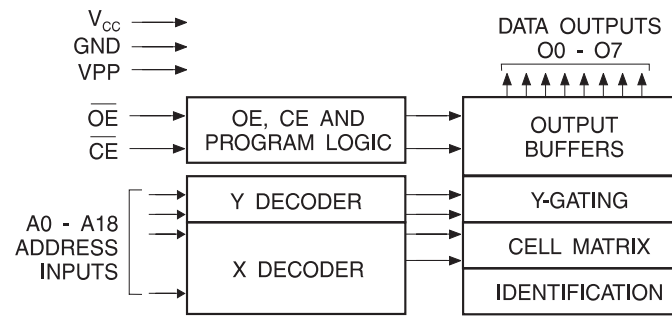 V_CC
GND
VPP
DATA OUTPUTS
O0 - O7
OE
CE
OE, CE AND
PROGRAM LOGIC
OUTPUT
BUFFERS
A0 - A18
ADDRESS
INPUTS
Y DECODER
Y-GATING
X DECODER
CELL MATRIX
IDENTIFICATION